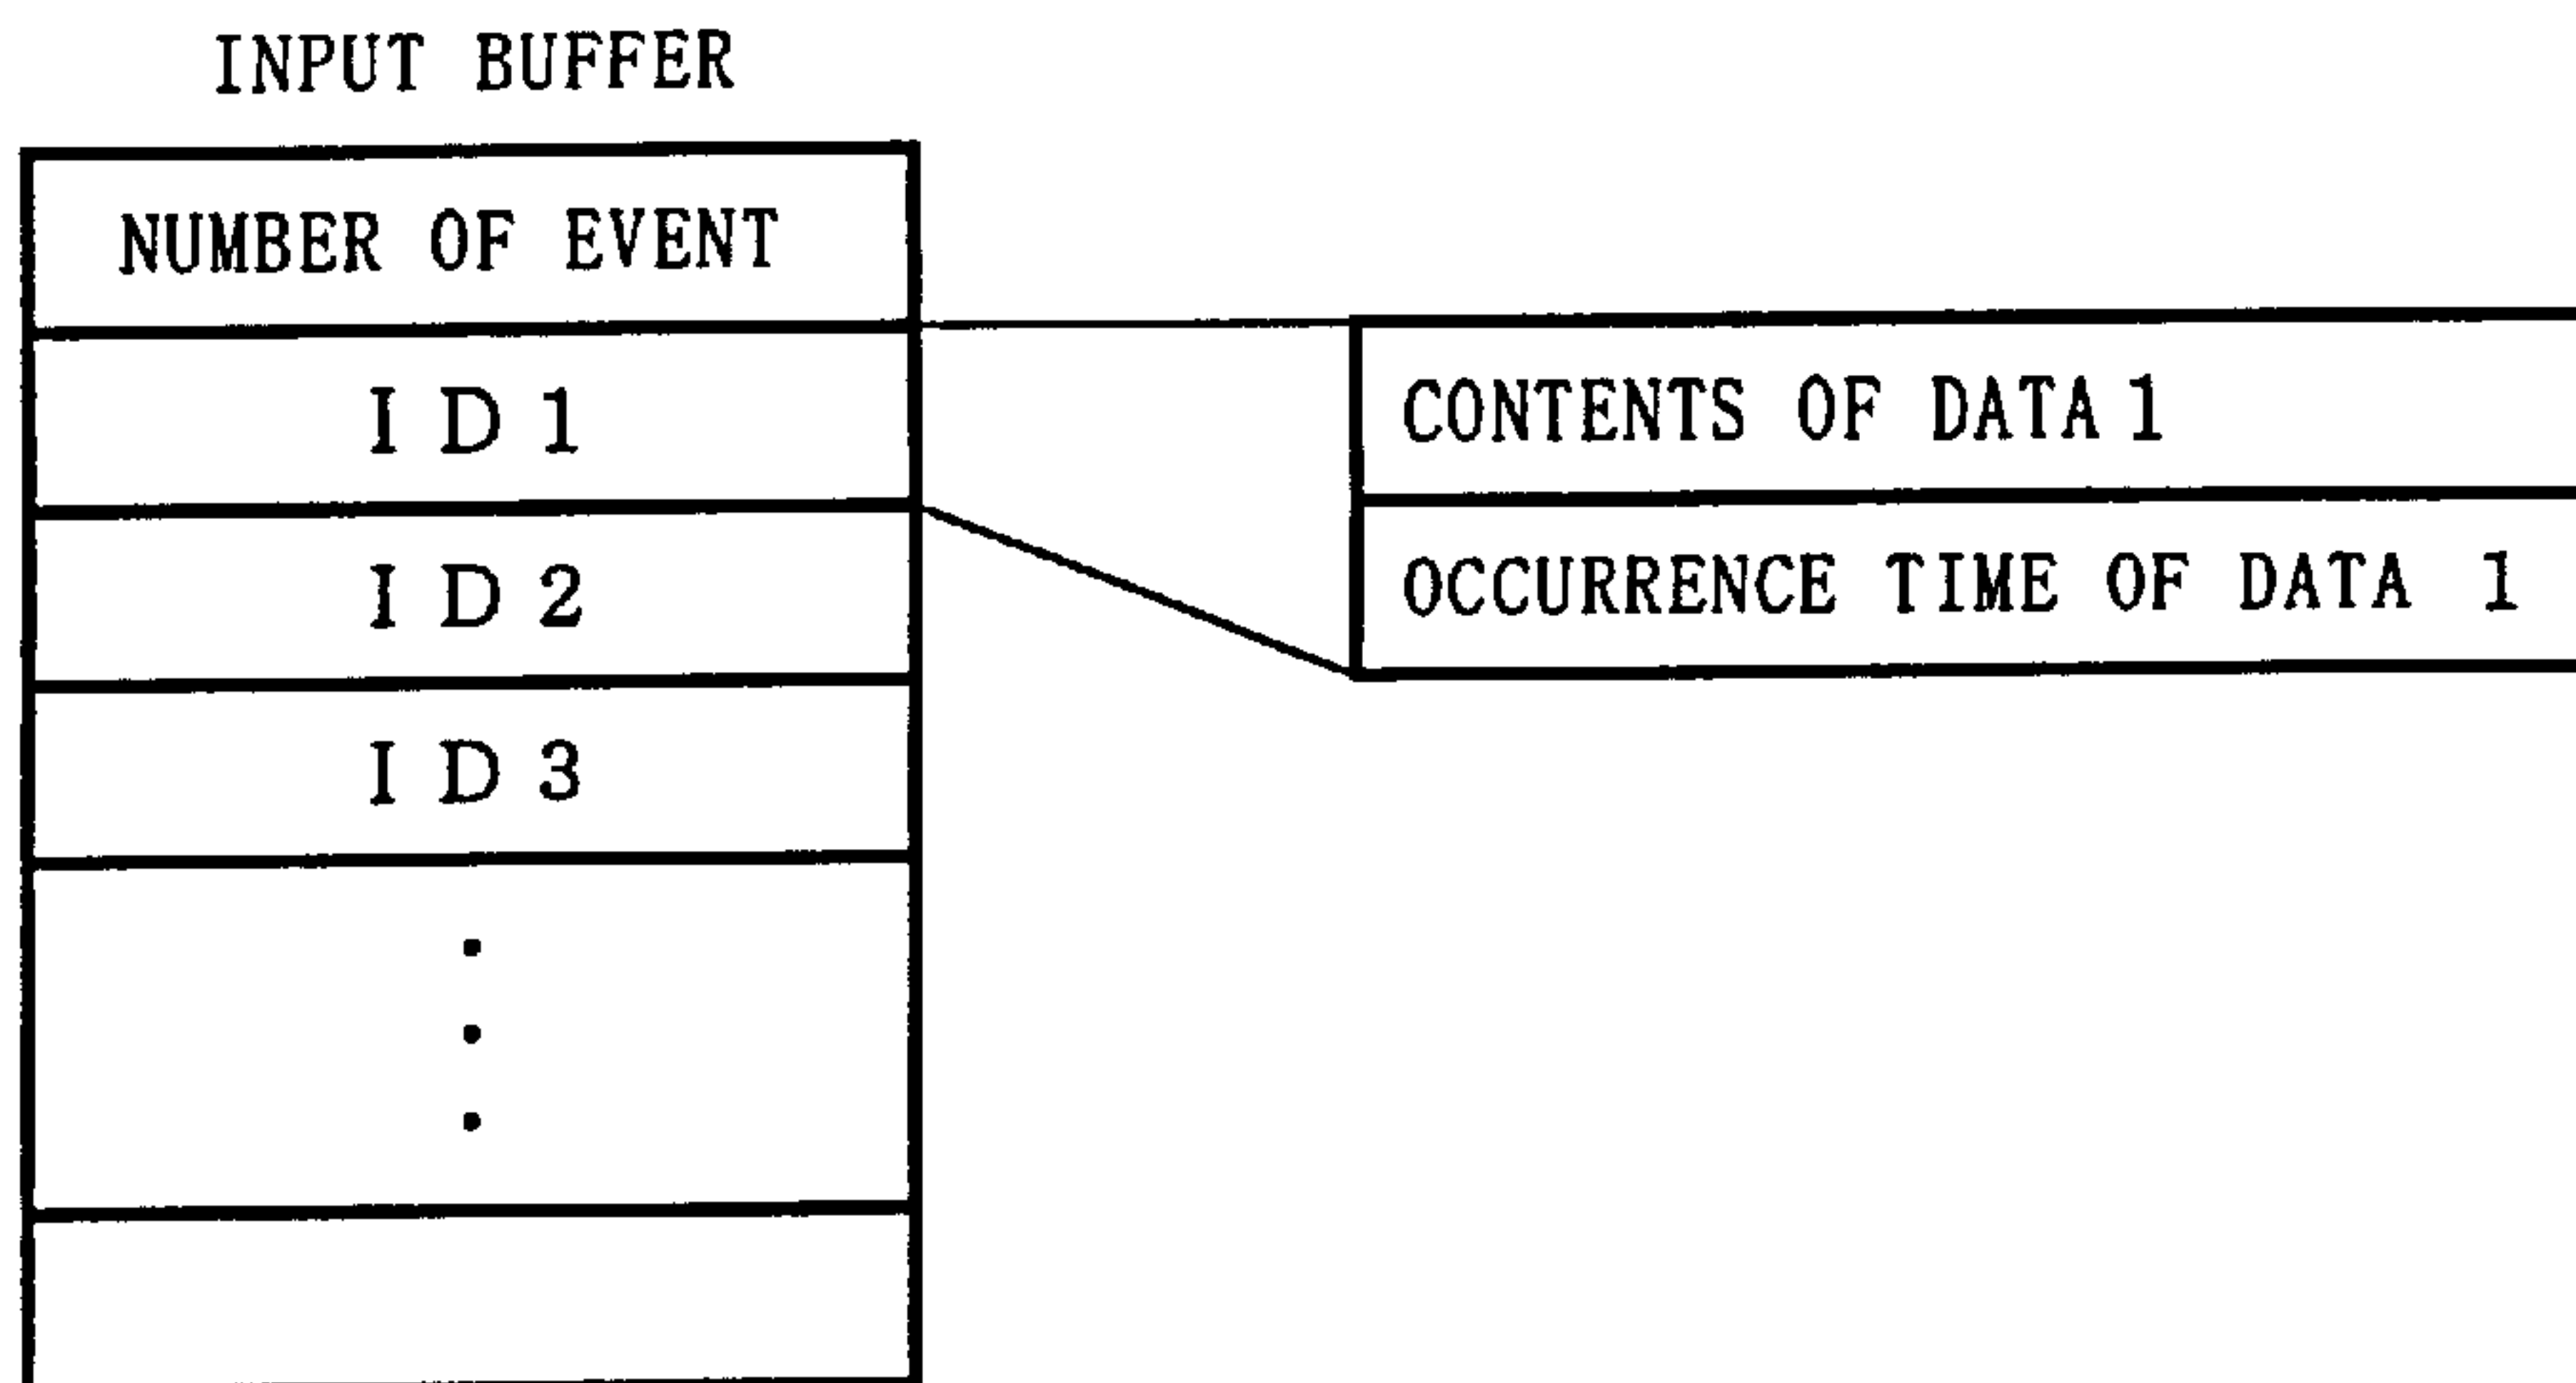 INPUT BUFFER
NUMBER OF EVENT
ID1
ID2
ID3
CONTENTS OF DATA 1
OCCURRENCE TIME OF DATA 1